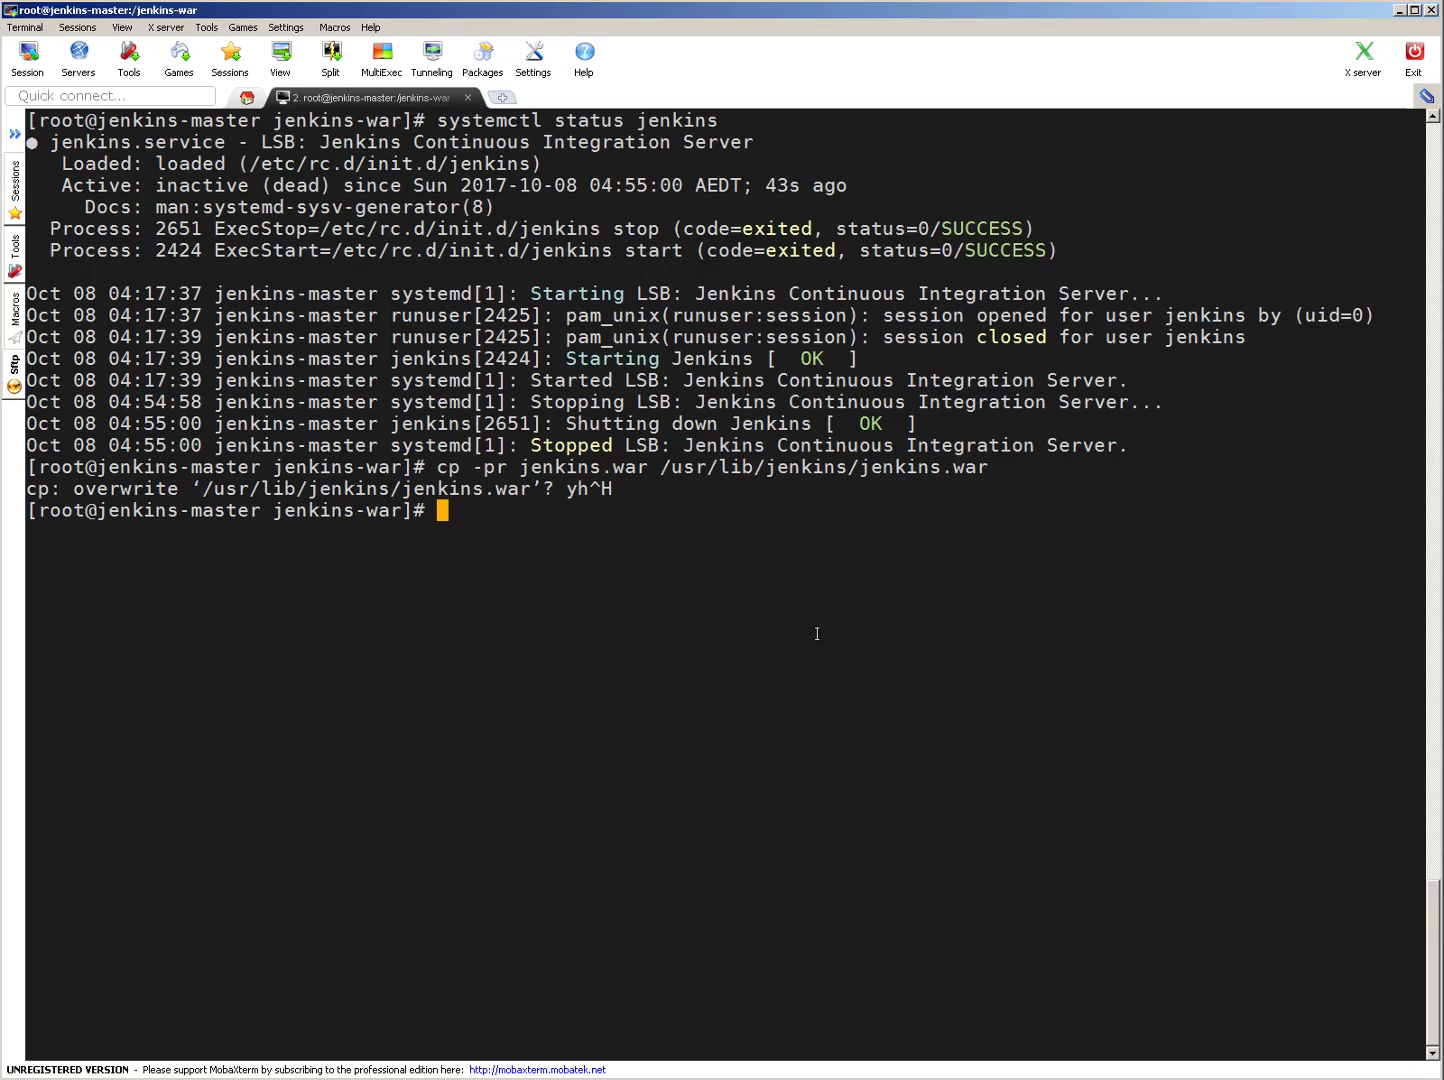 root@jenkins-master:/jenkins-war
Terminal Sessions View X server Tools Games Settings Macros Help
Session Servers Tools Games Sessions View Split MultiExec Tunneling Packages Settings Help X server Exit
Quick connect... 2. root@jenkins-master:/jenkins-war
Sessions
Tools
Macros
Sftp
[root@jenkins-master jenkins-war]# systemctl status jenkins
● jenkins.service - LSB: Jenkins Continuous Integration Server
Loaded: loaded (/etc/rc.d/init.d/jenkins)
Active: inactive (dead) since Sun 2017-10-08 04:55:00 AEDT; 43s ago
Docs: man:systemd-sysv-generator(8)
Process: 2651 ExecStop=/etc/rc.d/init.d/jenkins stop (code=exited, status=0/SUCCESS)
Process: 2424 ExecStart=/etc/rc.d/init.d/jenkins start (code=exited, status=0/SUCCESS)
Oct 08 04:17:37 jenkins-master systemd[1]: Starting LSB: Jenkins Continuous Integration Server...
Oct 08 04:17:37 jenkins-master runuser[2425]: pam_unix(runuser:session): session opened for user jenkins by (uid=0)
Oct 08 04:17:39 jenkins-master runuser[2425]: pam_unix(runuser:session): session closed for user jenkins
Oct 08 04:17:39 jenkins-master jenkins[2424]: Starting Jenkins [  OK  ]
Oct 08 04:17:39 jenkins-master systemd[1]: Started LSB: Jenkins Continuous Integration Server.
Oct 08 04:54:58 jenkins-master systemd[1]: Stopping LSB: Jenkins Continuous Integration Server...
Oct 08 04:55:00 jenkins-master jenkins[2651]: Shutting down Jenkins [  OK  ]
Oct 08 04:55:00 jenkins-master systemd[1]: Stopped LSB: Jenkins Continuous Integration Server.
[root@jenkins-master jenkins-war]# cp -pr jenkins.war /usr/lib/jenkins/jenkins.war
cp: overwrite ‘/usr/lib/jenkins/jenkins.war’? yh^H
[root@jenkins-master jenkins-war]#
UNREGISTERED VERSION - Please support MobaXterm by subscribing to the professional edition here: http://mobaxterm.mobatek.net